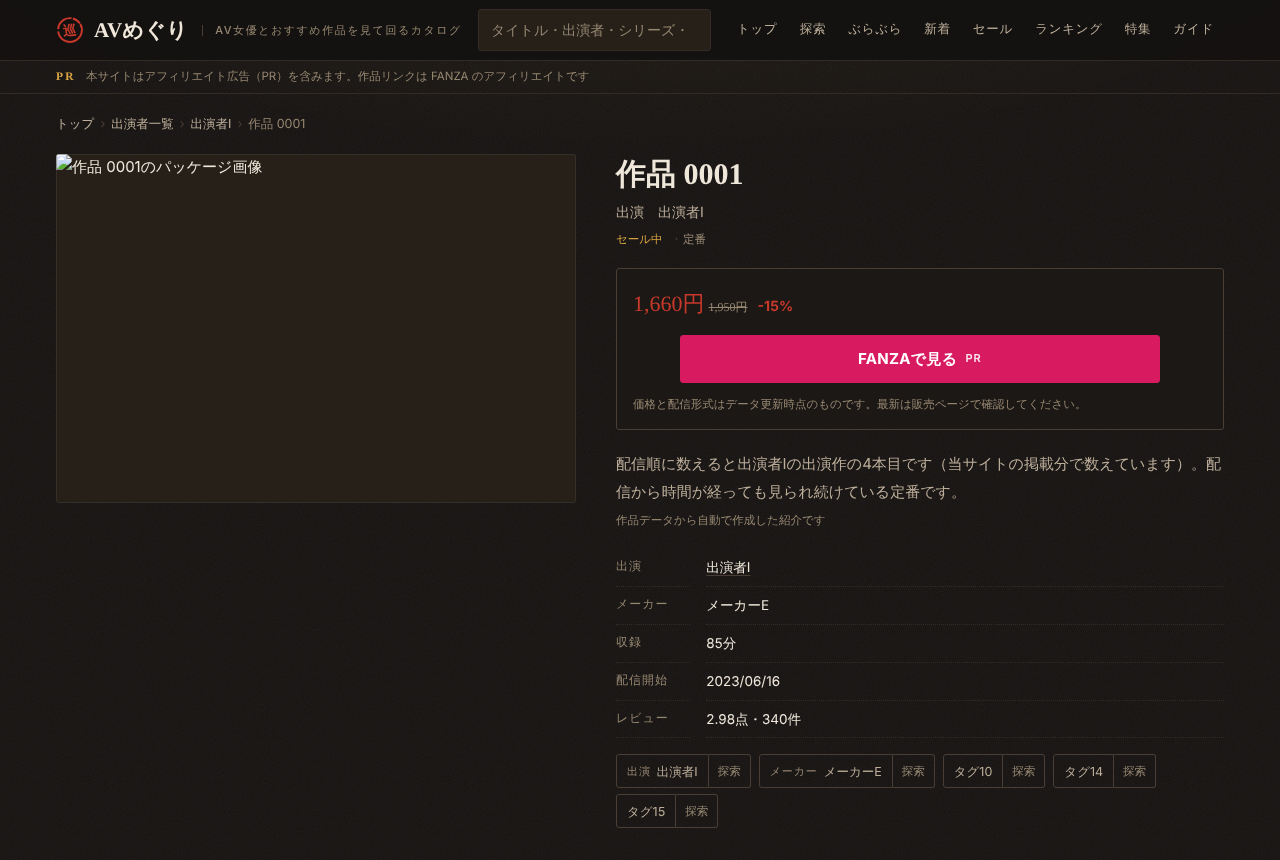 巡 AVめぐり AV女優とおすすめ作品を見て回るカタログ タイトル・出演者・シリーズ・ トップ 探索 ぶらぶら 新着 セール ランキング 特集 ガイド
PR 本サイトはアフィリエイト広告（PR）を含みます。作品リンクは FANZA のアフィリエイトです
トップ › 出演者一覧 › 出演者I › 作品 0001
作品 0001のパッケージ画像
作品 0001
出演 出演者I
セール中 · 定番
1,660円 1,950円 -15%
FANZAで見る PR
価格と配信形式はデータ更新時点のものです。最新は販売ページで確認してください。
配信順に数えると出演者Iの出演作の4本目です（当サイトの掲載分で数えています）。配
信から時間が経っても見られ続けている定番です。
作品データから自動で作成した紹介です
出演 出演者I
メーカー メーカーE
収録 85分
配信開始 2023/06/16
レビュー 2.98点・340件
出演 出演者I 探索 メーカー メーカーE 探索 タグ10 探索 タグ14 探索
タグ15 探索